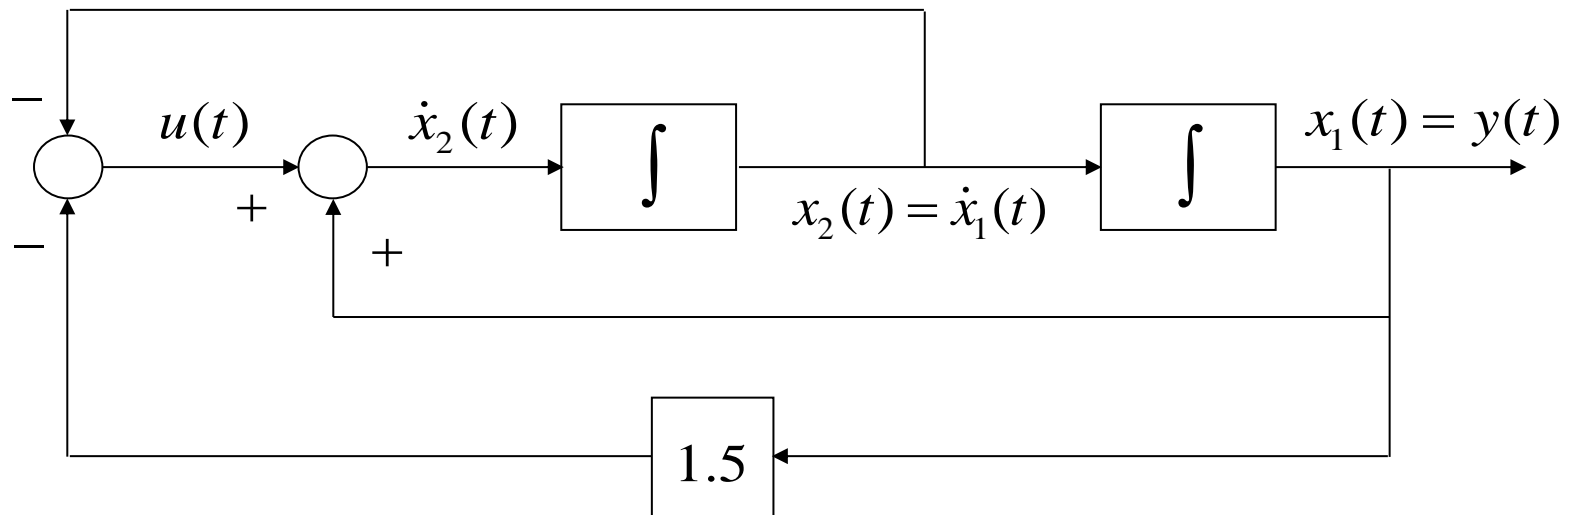 −
u(t)
ẋ₂(t)
∫
∫
x₁(t) = y(t)
+
x₂(t) = ẋ₁(t)
−
+
1.5